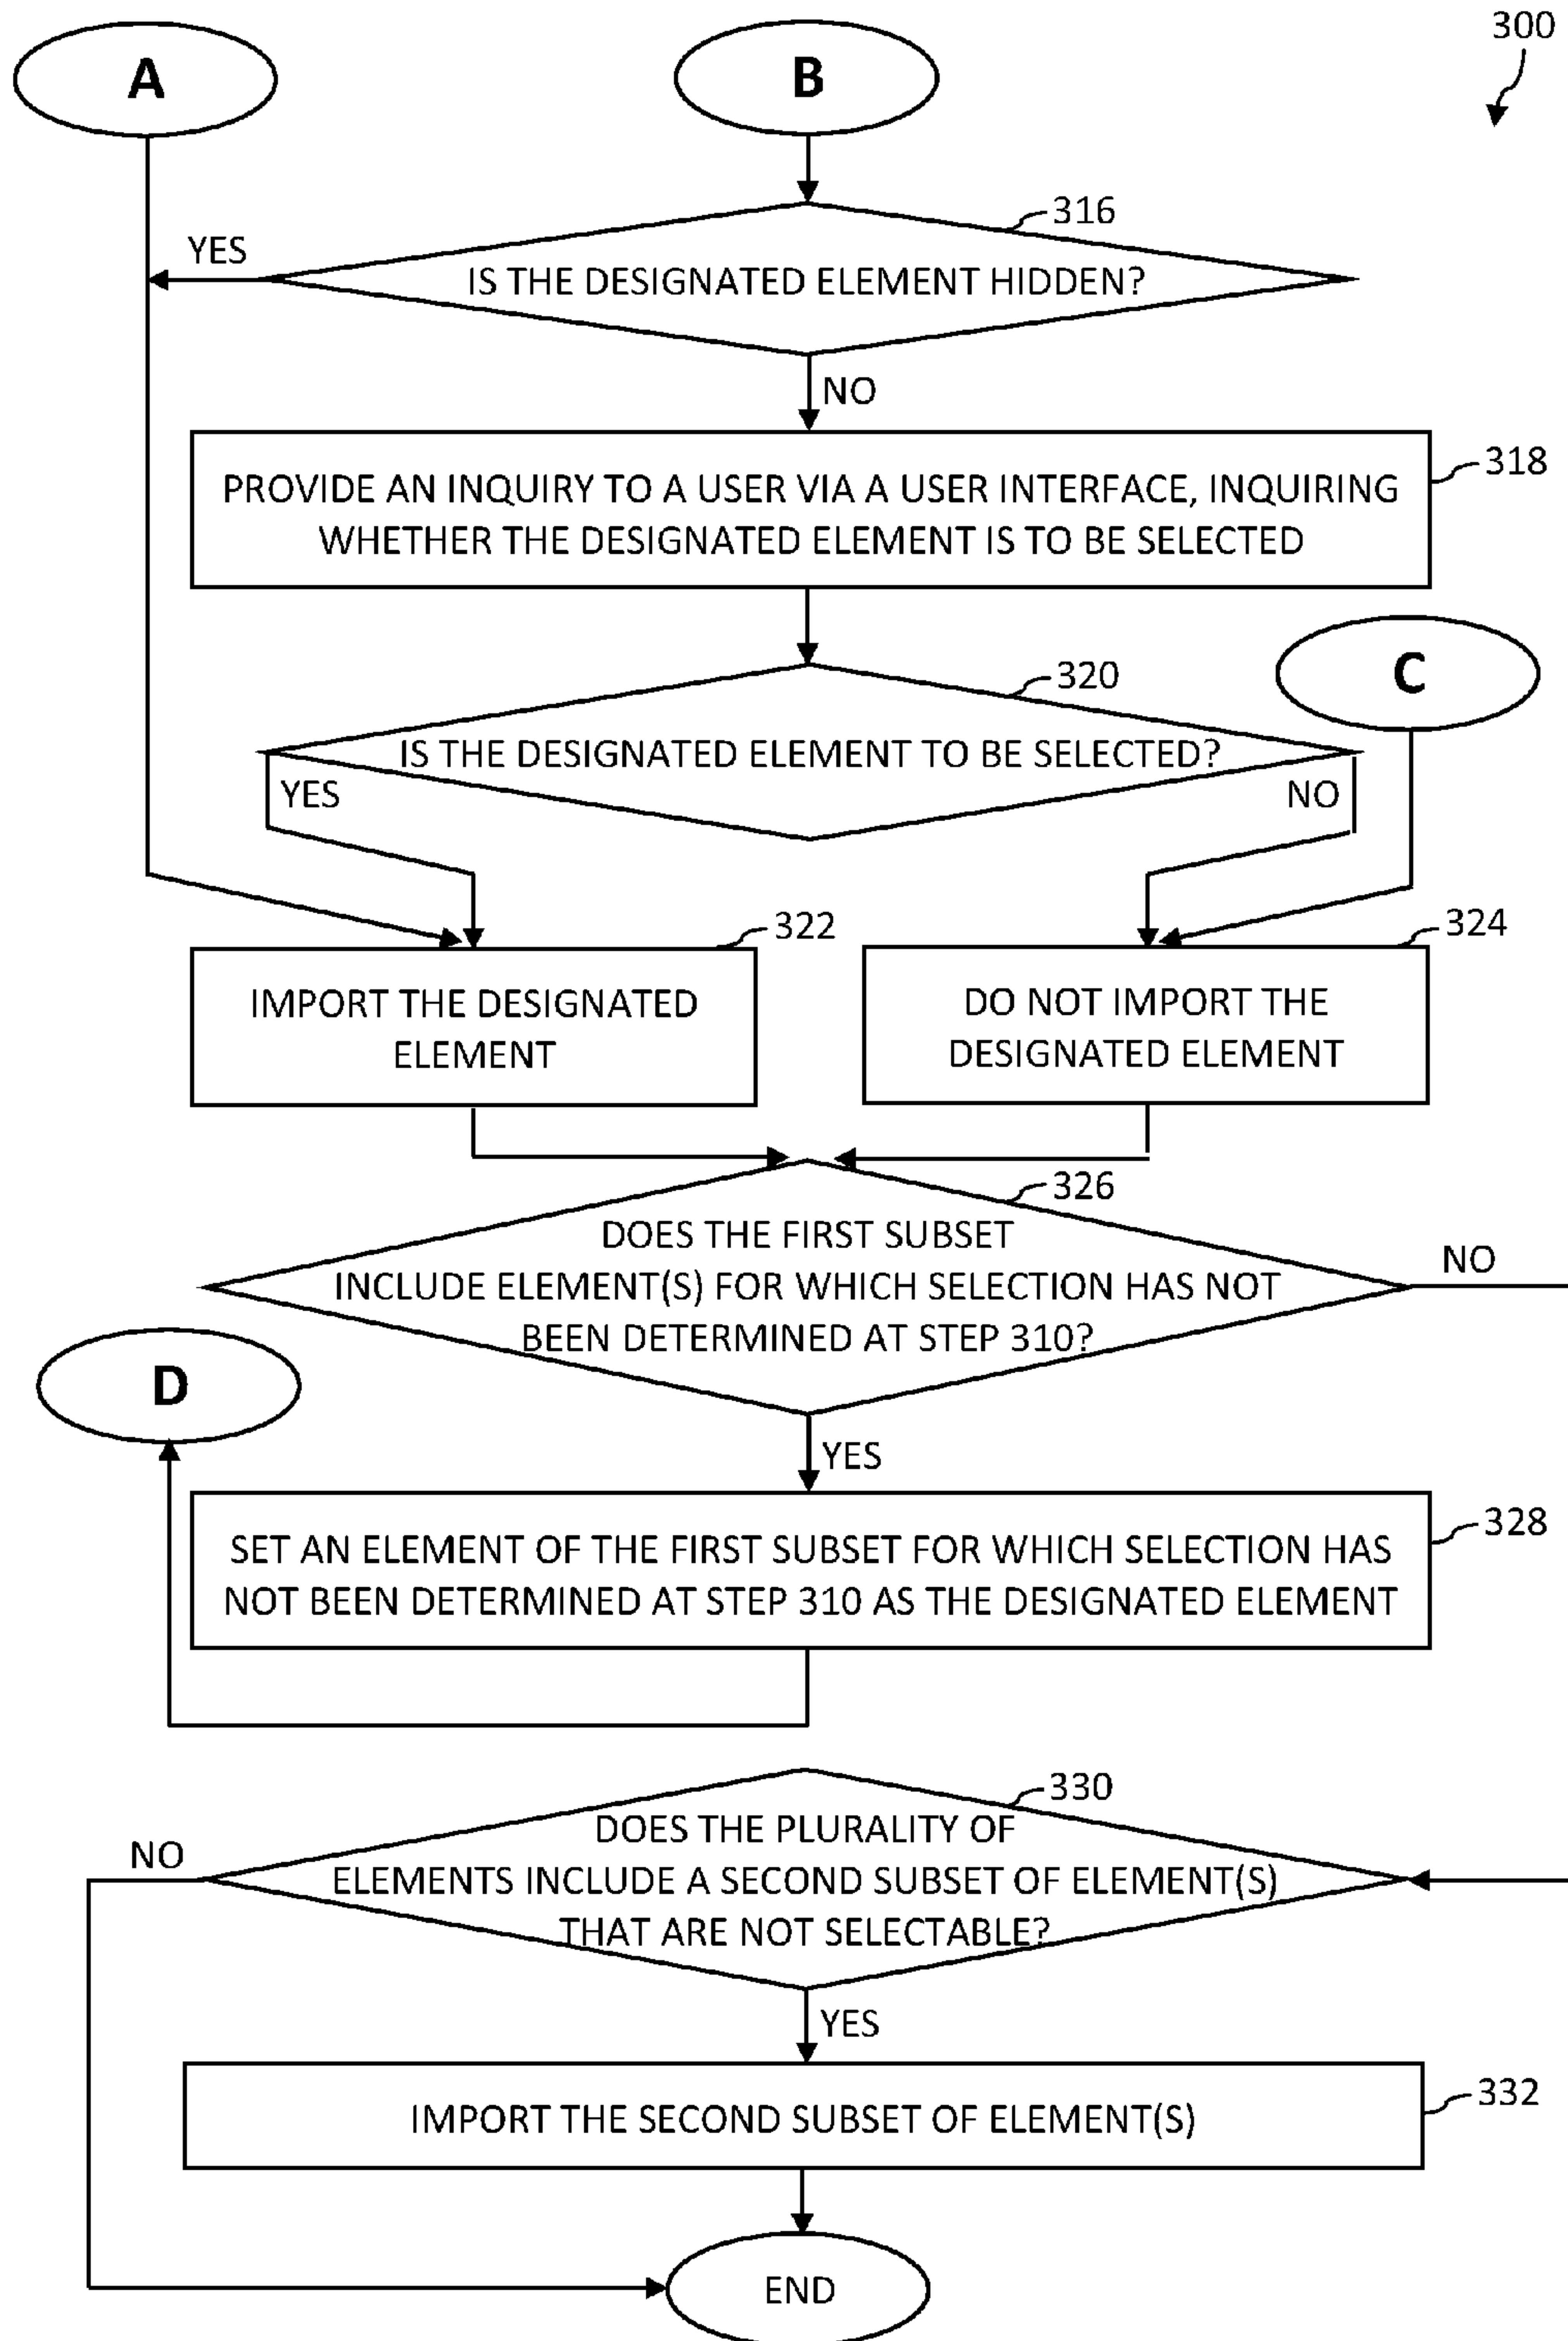 300
A
B
316
YES
IS THE DESIGNATED ELEMENT HIDDEN?
NO
318
PROVIDE AN INQUIRY TO A USER VIA A USER INTERFACE, INQUIRING
WHETHER THE DESIGNATED ELEMENT IS TO BE SELECTED
320
C
IS THE DESIGNATED ELEMENT TO BE SELECTED?
YES
NO
322
324
IMPORT THE DESIGNATED
ELEMENT
DO NOT IMPORT THE
DESIGNATED ELEMENT
326
DOES THE FIRST SUBSET
INCLUDE ELEMENT(S) FOR WHICH SELECTION HAS NOT
BEEN DETERMINED AT STEP 310?
NO
D
YES
328
SET AN ELEMENT OF THE FIRST SUBSET FOR WHICH SELECTION HAS
NOT BEEN DETERMINED AT STEP 310 AS THE DESIGNATED ELEMENT
330
DOES THE PLURALITY OF
ELEMENTS INCLUDE A SECOND SUBSET OF ELEMENT(S)
THAT ARE NOT SELECTABLE?
NO
YES
332
IMPORT THE SECOND SUBSET OF ELEMENT(S)
END